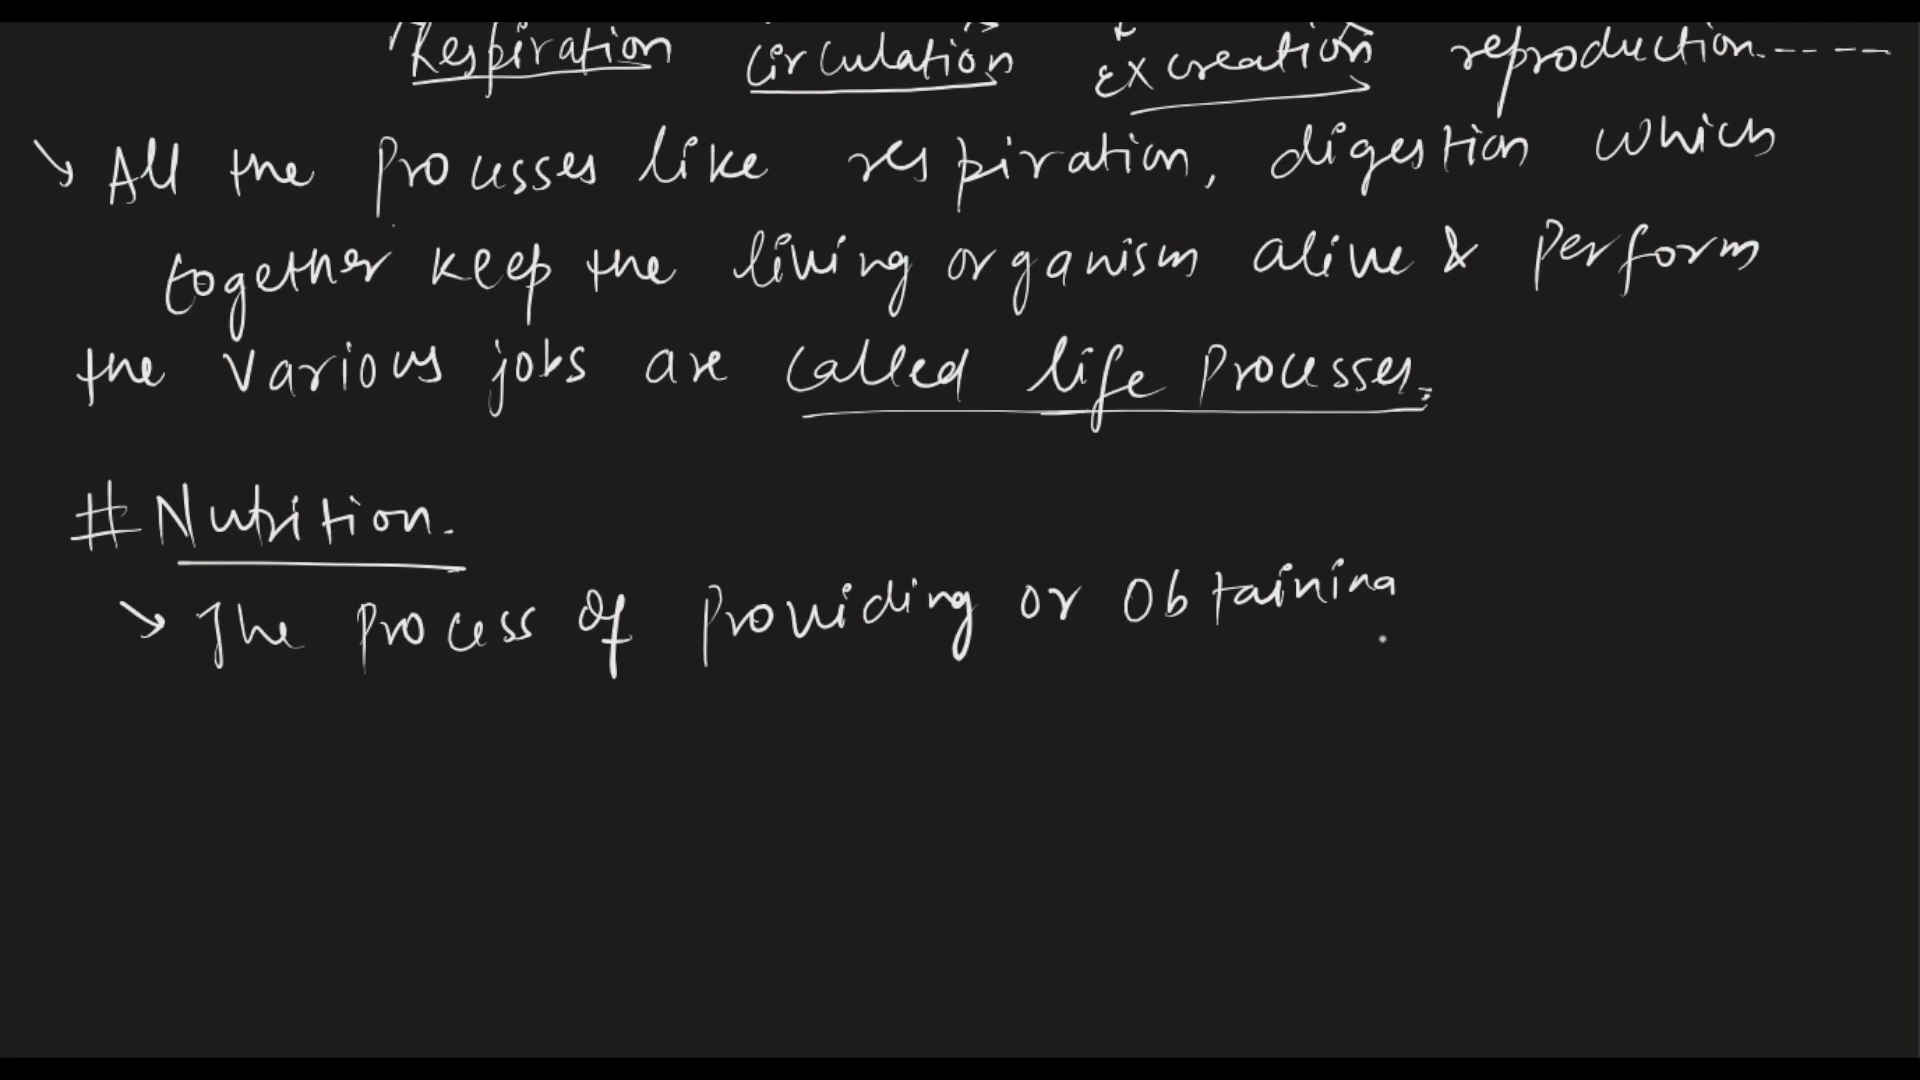 Respiration circulation excreation reproduction-----
All the processes like respiration, digestion which
together keep the living organism alive & perform
the various jobs are called life processes.
# Nutrition.
The process of providing or obtaining